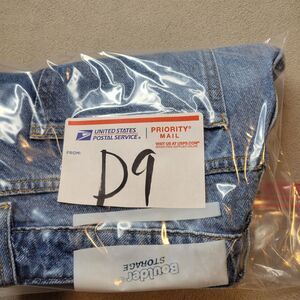 UNITED STATES
POSTAL SERVICE®
PRIORITY®
MAIL
VISIT US AT USPS.COM®
FROM:
D9
Boulder
STORAGE